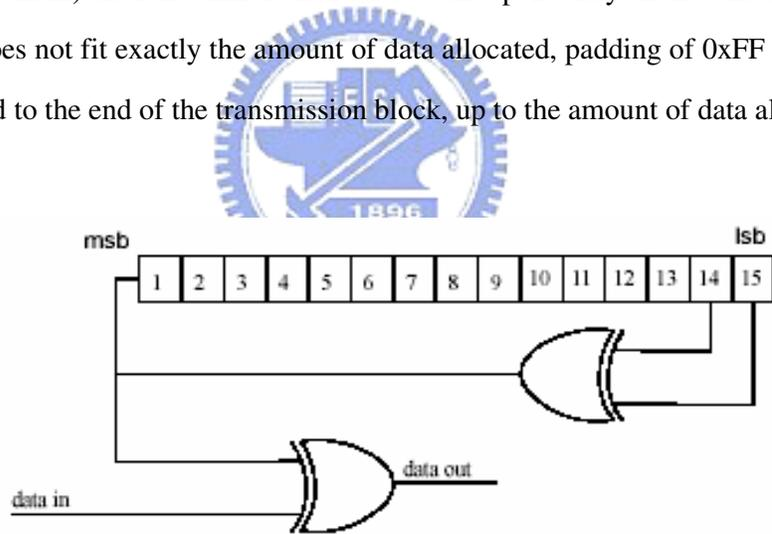 does not fit exactly the amount of data allocated, padding of 0xFF
to the end of the transmission block, up to the amount of data
1896
msb
lsb
1 2 3 4 5 6 7 8 9 10 11 12 13 14 15
data out
data in